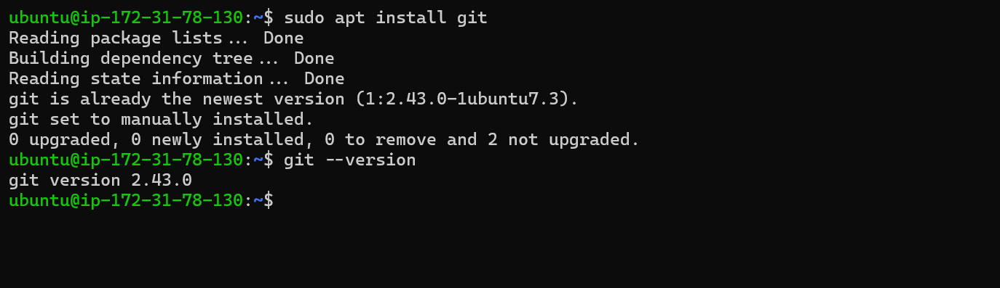 ubuntu@ip-172-31-78-130:~$ sudo apt install git
Reading package lists... Done
Building dependency tree... Done
Reading state information... Done
git is already the newest version (1:2.43.0-1ubuntu7.3).
git set to manually installed.
0 upgraded, 0 newly installed, 0 to remove and 2 not upgraded.
ubuntu@ip-172-31-78-130:~$ git --version
git version 2.43.0
ubuntu@ip-172-31-78-130:~$